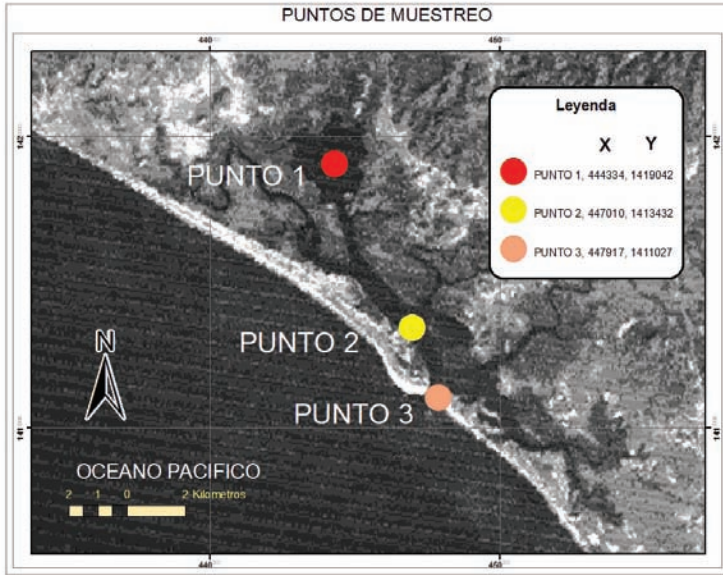 PUNTOS DE MUESTREO
440
450
Leyenda
X Y
PUNTO 1, 444334, 1419042
PUNTO 2, 447010, 1413432
PUNTO 3, 447917, 1411027
142
142
PUNTO 1
PUNTO 2
PUNTO 3
N
141
141
OCEANO PACIFICO
2 1 0 2 Kilometros
440
450